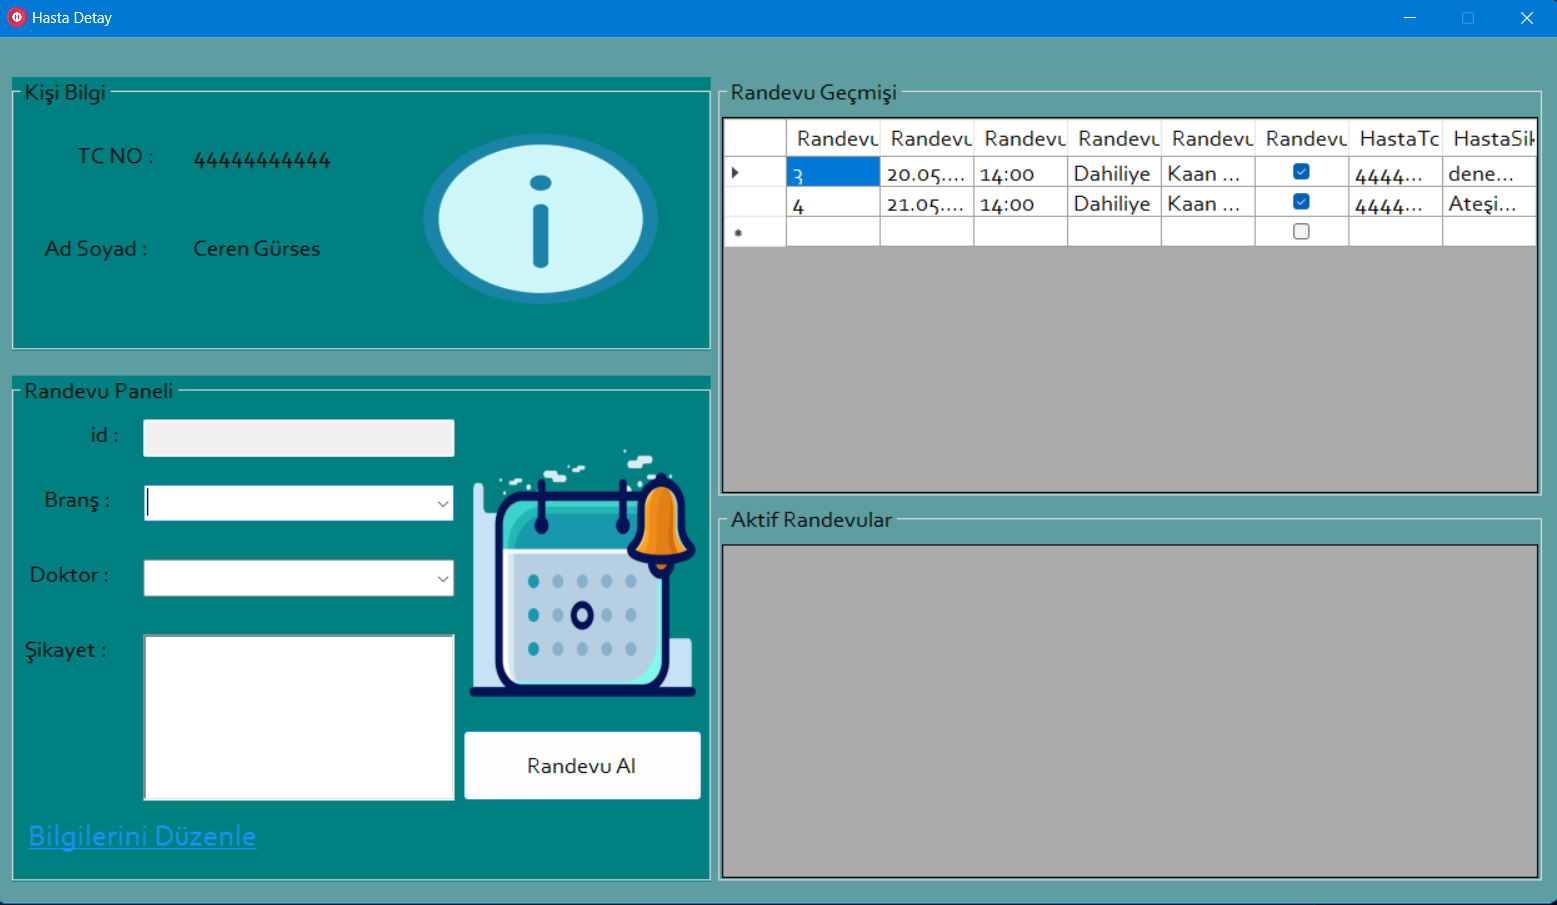 Hasta Detay
Kişi Bilgi
TC NO : 44444444444
Ad Soyad : Ceren Gürses
Randevu Paneli
id :
Branş :
Doktor :
Şikayet :
Randevu Al
Bilgilerini Düzenle
Randevu Geçmişi
Randevu Randevu Randevu Randevu Randevu Randevu HastaTc HastaSik
3 20.05.... 14:00 Dahiliye Kaan ... 4444... dene...
4 21.05.... 14:00 Dahiliye Kaan ... 4444... Ateşi...
Aktif Randevular